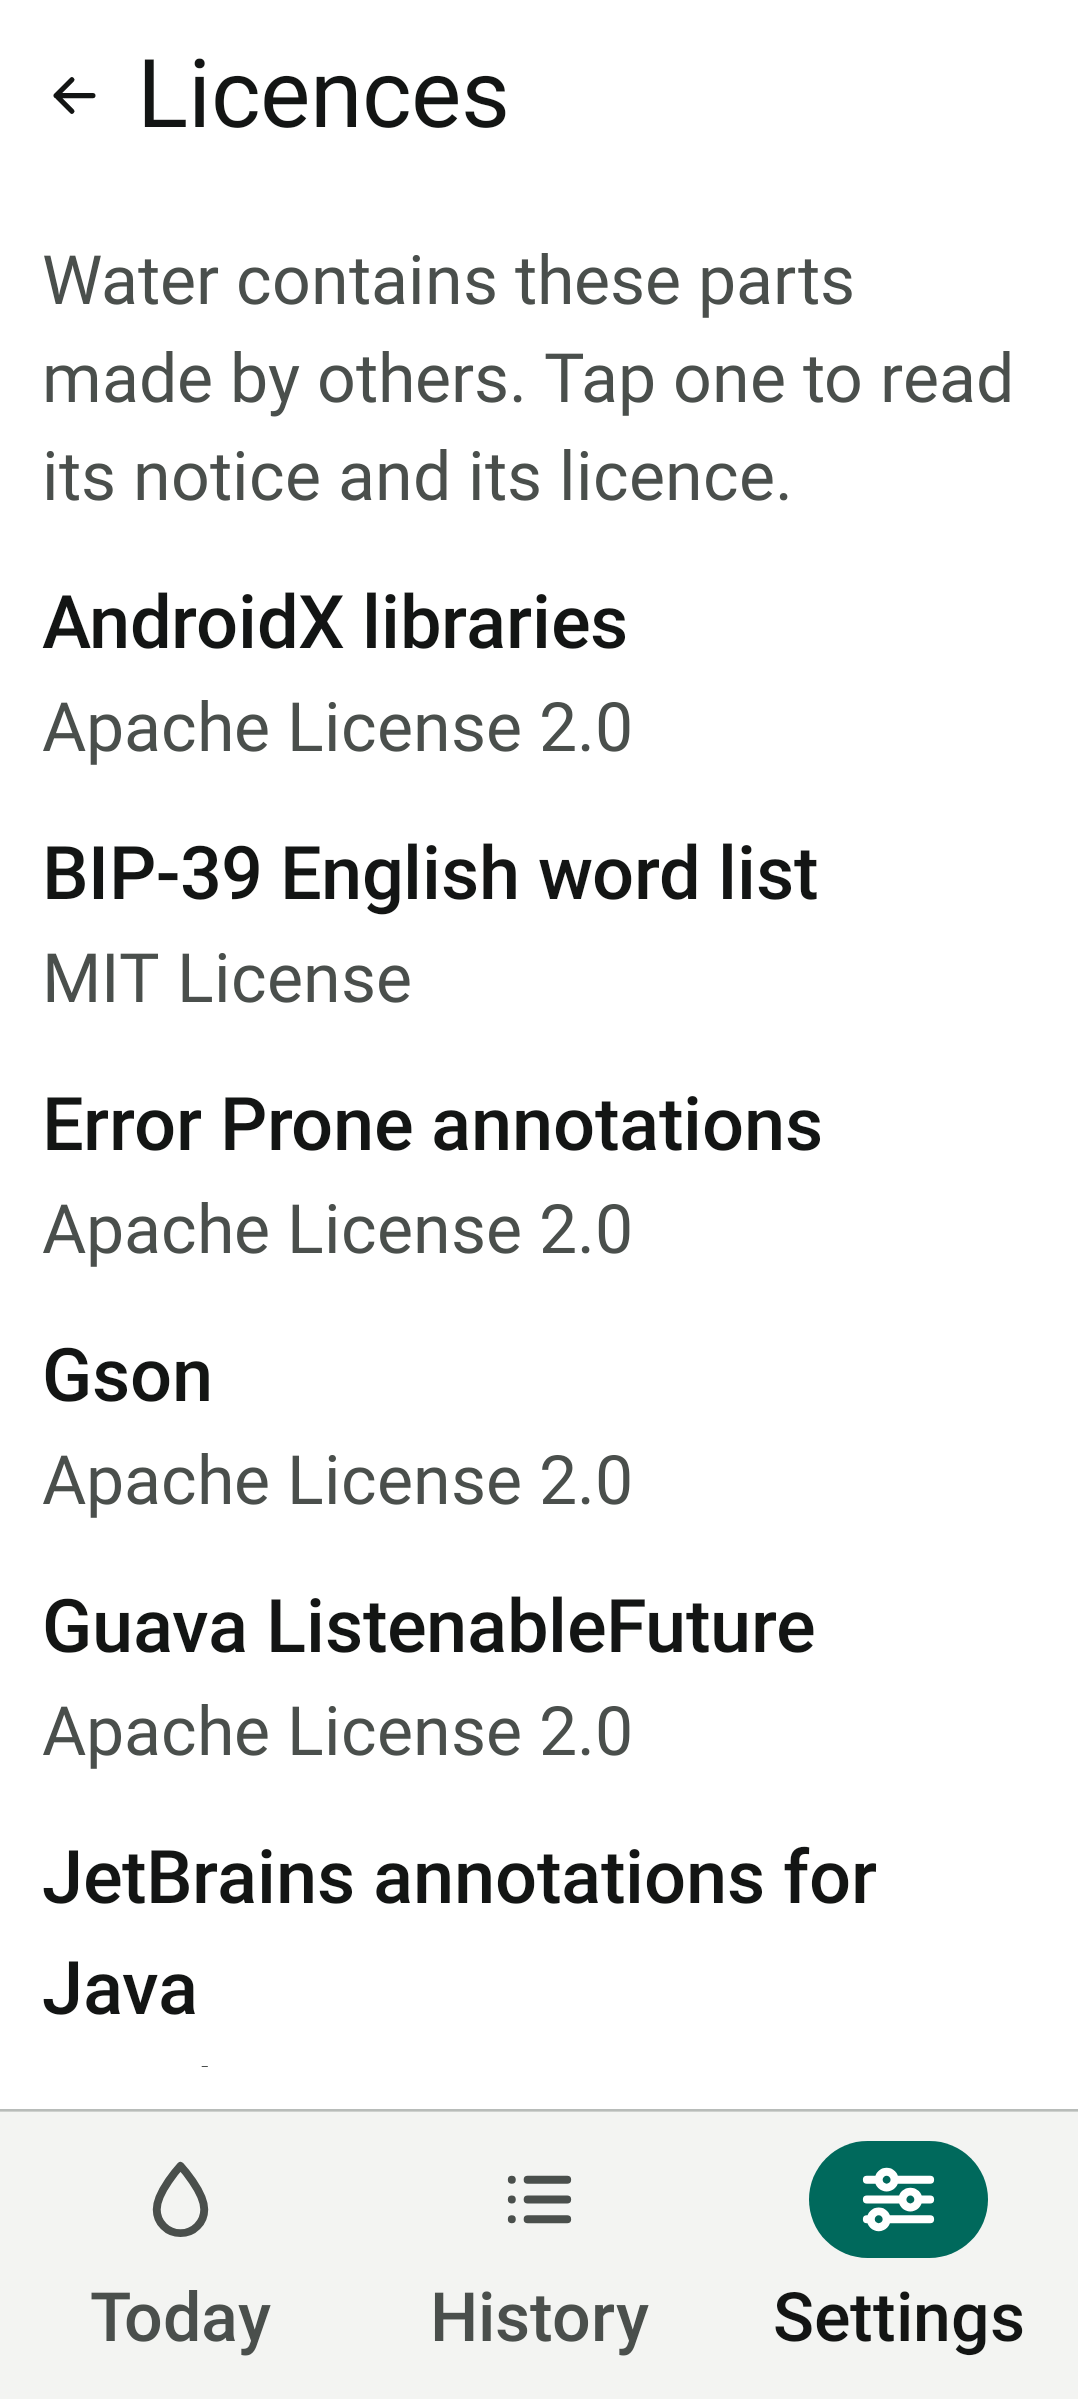 Licences
Water contains these parts
made by others. Tap one to read
its notice and its licence.
AndroidX libraries
Apache License 2.0
BIP-39 English word list
MIT License
Error Prone annotations
Apache License 2.0
Gson
Apache License 2.0
Guava ListenableFuture
Apache License 2.0
JetBrains annotations for
Java
Today
History
Settings